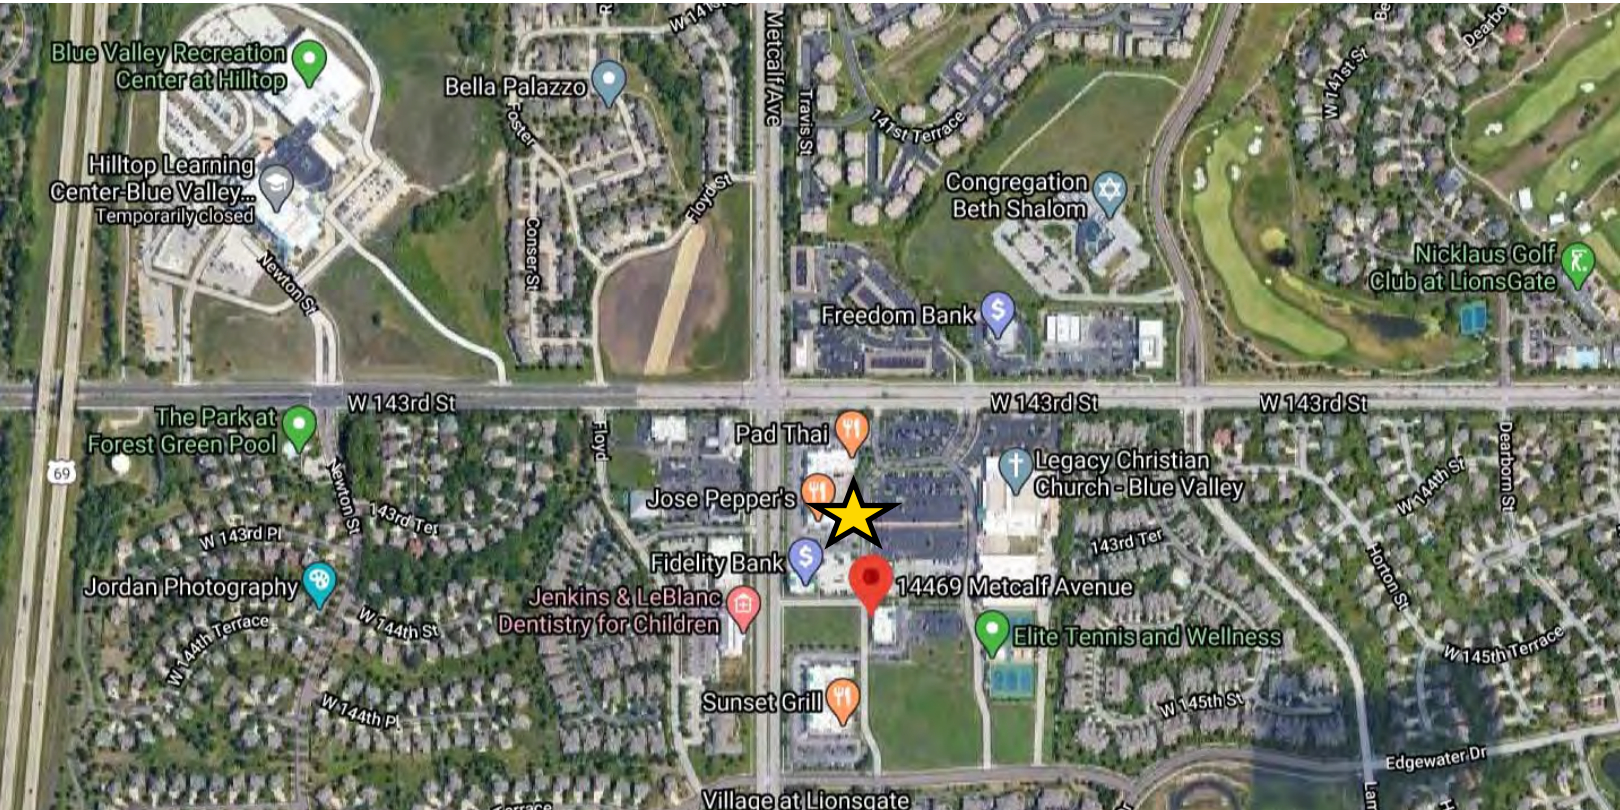 W 141st
Metcalf Ave
Blue Valley Recreation
Center at Hilltop
Bella Palazzo
Travis St
141st Terrace
W 141st St
Dearbo
Foster
Hilltop Learning
Center-Blue Valley...
Temporarily closed
Congregation
Beth Shalom
Floyd St
Conser St
Newton St
Nicklaus Golf
Club at LionsGate
Freedom Bank
W 143rd St
W 143rd St
W 143rd St
The Park at
Forest Green Pool
Floyd
Pad Thai
Legacy Christian
Church - Blue Valley
69
Newton St
143rd Ter
W 143rd Pl
Jose Pepper's
W 144th St
Dearborn St
143rd Ter
Horton St
Fidelity Bank
14469 Metcalf Avenue
Jordan Photography
Jenkins & LeBlanc
Dentistry for Children
W 144th Terrace
W 144th St
Elite Tennis and Wellness
W 145th Terrace
W 144th Pl
Sunset Grill
W 145th St
Edgewater Dr
Village at Lionsgate